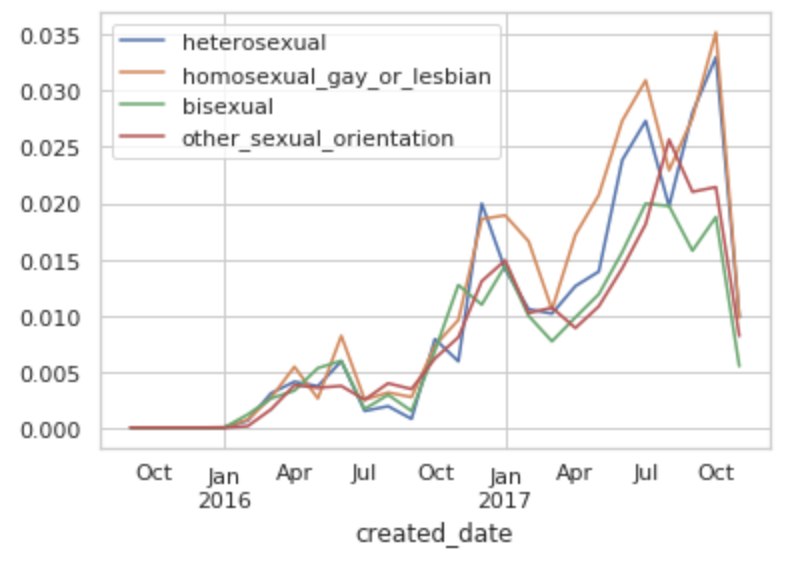 0.035
0.030
0.025
0.020
0.015
0.010
0.005
0.000
heterosexual
homosexual_gay_or_lesbian
bisexual
other_sexual_orientation
Oct Jan Apr Jul Oct Jan Apr Jul Oct
2016 2017
created_date